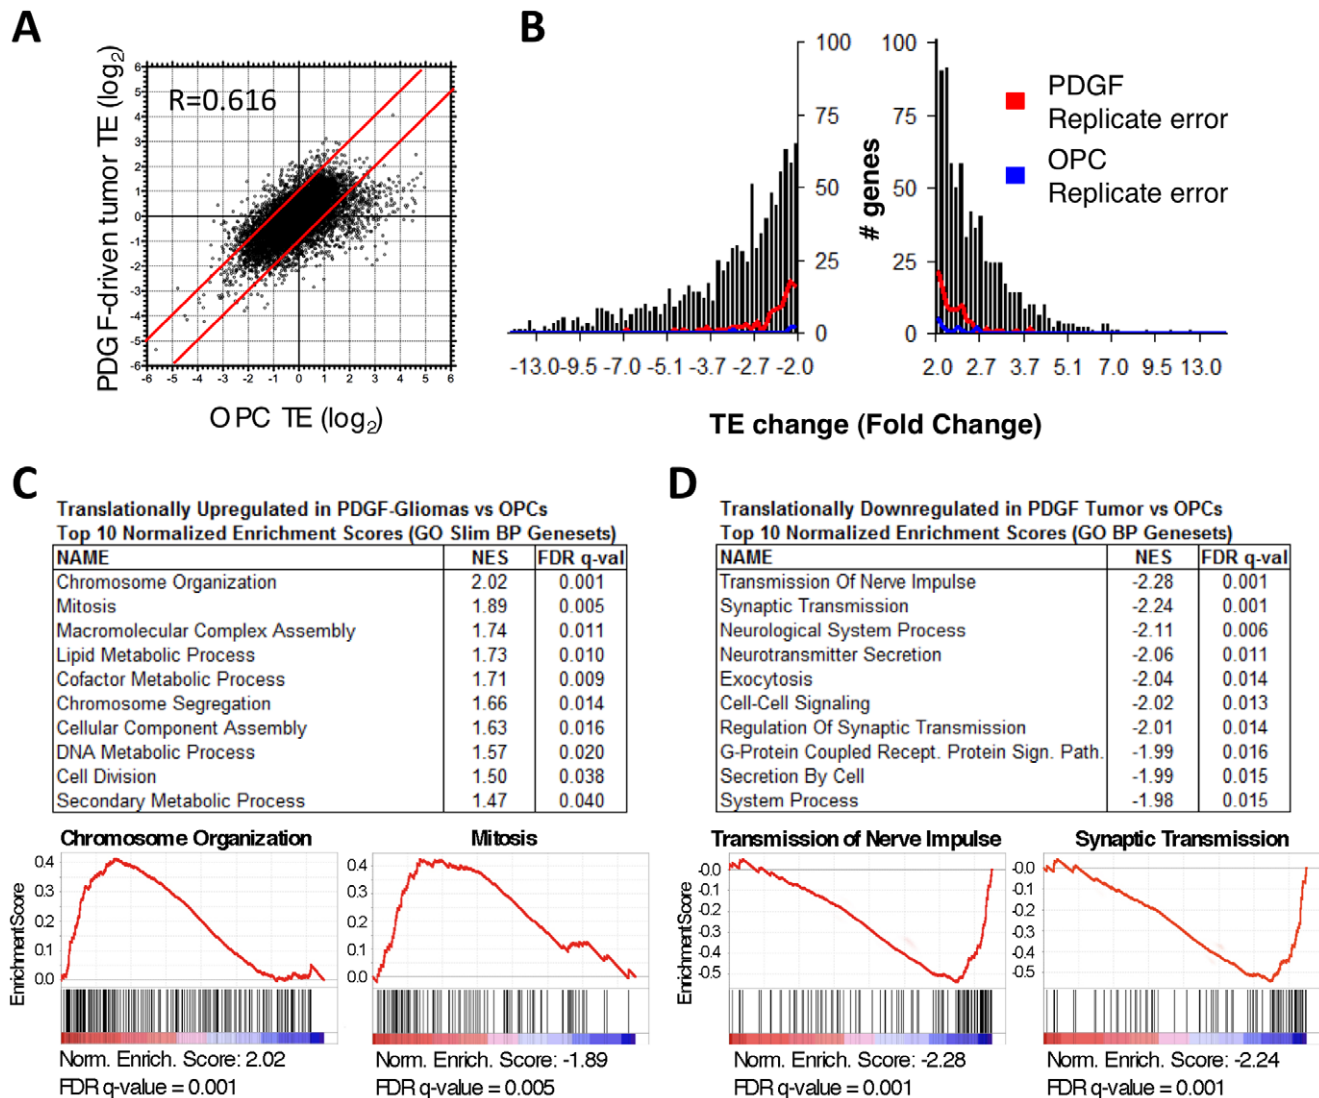 A
B
PDGF-driven tumor TE (log2)
R=0.616
6
5
4
3
2
1
0
-1
-2
-3
-4
-5
-6
-6 -5 -4 -3 -2 -1 0 1 2 3 4 5 6
OPC TE (log2)
100
75
50
25
0
-13.0 -9.5 -7.0 -5.1 -3.7 -2.7 -2.0
# genes
100
75
50
25
0
2.0 2.7 3.7 5.1 7.0 9.5 13.0
PDGF
Replicate error
OPC
Replicate error
TE change (Fold Change)
C
Translationally Upregulated in PDGF-Gliomas vs OPCs
Top 10 Normalized Enrichment Scores (GO Slim BP Genesets)
NAME NES FDR q-val
Chromosome Organization 2.02 0.001
Mitosis 1.89 0.005
Macromolecular Complex Assembly 1.74 0.011
Lipid Metabolic Process 1.73 0.010
Cofactor Metabolic Process 1.71 0.009
Chromosome Segregation 1.66 0.014
Cellular Component Assembly 1.63 0.016
DNA Metabolic Process 1.57 0.020
Cell Division 1.50 0.038
Secondary Metabolic Process 1.47 0.040
D
Translationally Downregulated in PDGF Tumor vs OPCs
Top 10 Normalized Enrichment Scores (GO BP Genesets)
NAME NES FDR q-val
Transmission Of Nerve Impulse -2.28 0.001
Synaptic Transmission -2.24 0.001
Neurological System Process -2.11 0.006
Neurotransmitter Secretion -2.06 0.011
Exocytosis -2.04 0.014
Cell-Cell Signaling -2.02 0.013
Regulation Of Synaptic Transmission -2.01 0.014
G-Protein Coupled Recept. Protein Sign. Path. -1.99 0.016
Secretion By Cell -1.99 0.015
System Process -1.98 0.015
Chromosome Organization
Enrichment Score
0.4
0.3
0.2
0.1
0.0
Norm. Enrich. Score: 2.02
FDR q-value = 0.001
Mitosis
0.4
0.3
0.2
0.1
0.0
Norm. Enrich. Score: -1.89
FDR q-value = 0.005
Transmission of Nerve Impulse
Enrichment Score
-0.0
-0.1
-0.2
-0.3
-0.4
-0.5
Norm. Enrich. Score: -2.28
FDR q-value = 0.001
Synaptic Transmission
-0.0
-0.1
-0.2
-0.3
-0.4
-0.5
Norm. Enrich. Score: -2.24
FDR q-value = 0.001